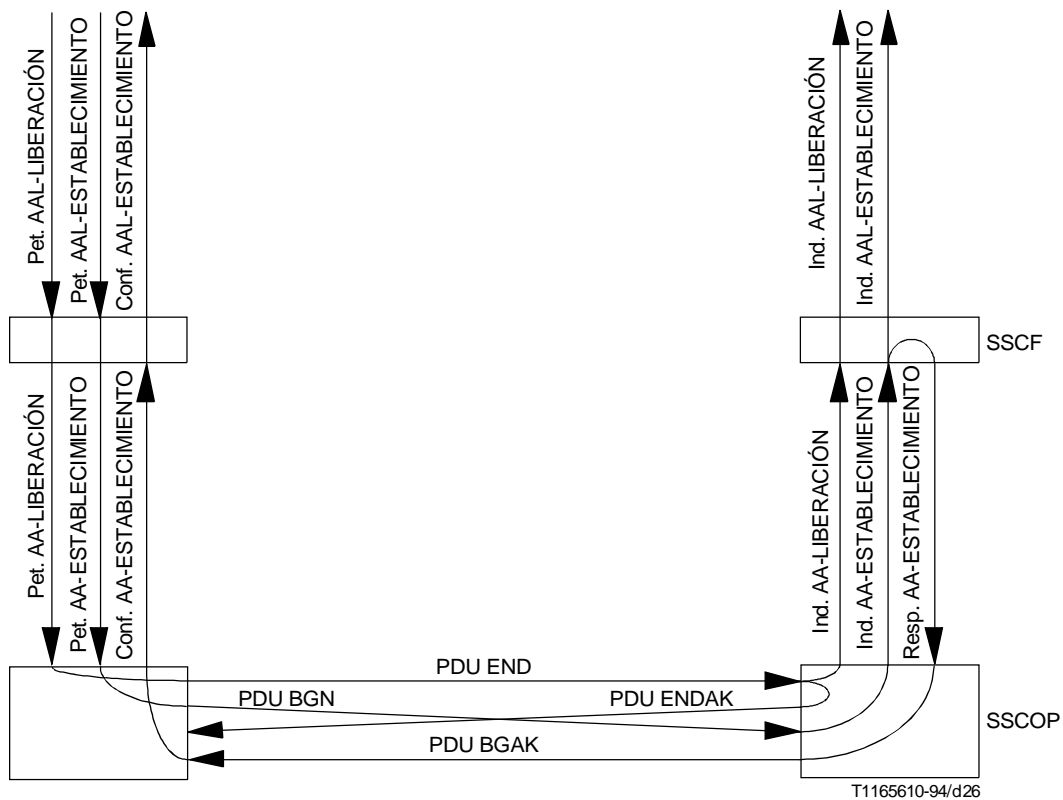 Pet. AAL-LIBERACIÓN
Pet. AAL-ESTABLECIMIENTO
Conf. AAL-ESTABLECIMIENTO
Ind. AAL-LIBERACIÓN
Ind. AAL-ESTABLECIMIENTO
SSCF
Pet. AA-LIBERACIÓN
Pet. AA-ESTABLECIMIENTO
Conf. AA-ESTABLECIMIENTO
Ind. AA-LIBERACIÓN
Ind. AA-ESTABLECIMIENTO
Resp. AA-ESTABLECIMIENTO
PDU END
PDU BGN
PDU ENDAK
PDU BGAK
SSCOP
T1165610-94/d26